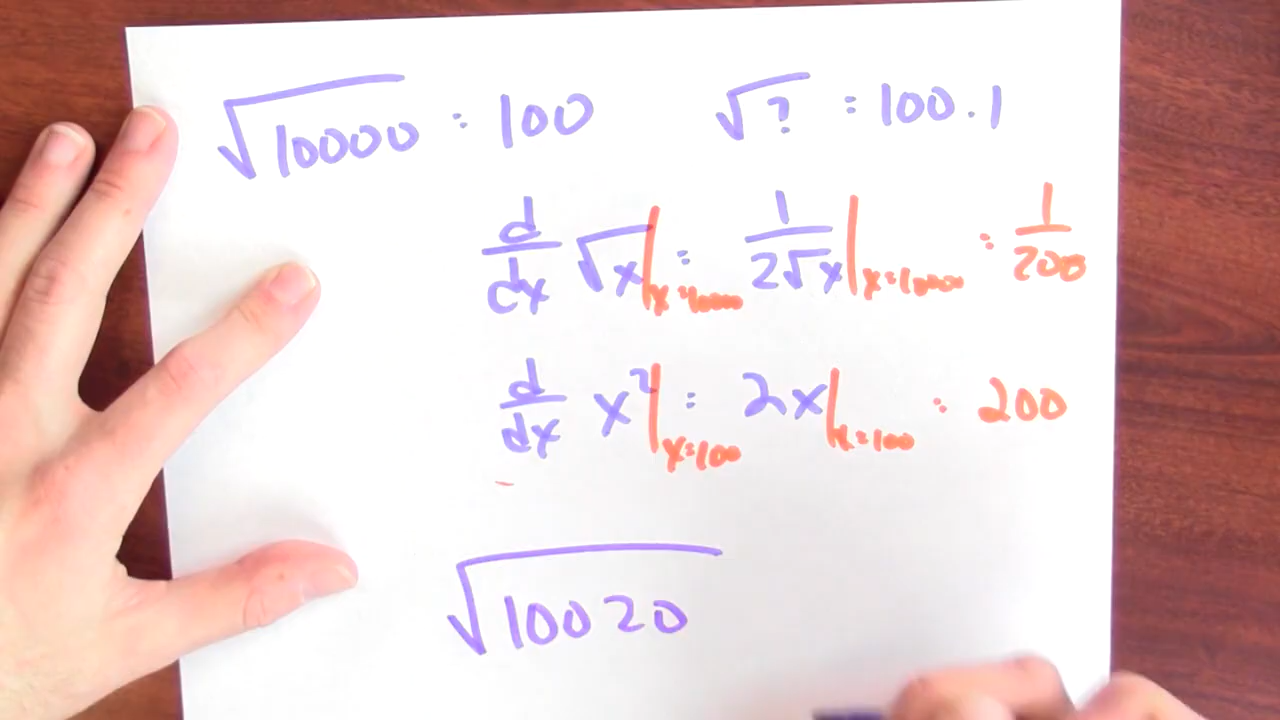 √10000 = 100 √? = 100.1
d/dx √x |x=10000 = 1/2√x |x=10000 = 1/200
d/dx x² |x=100 = 2x |x=100 = 200
√10020